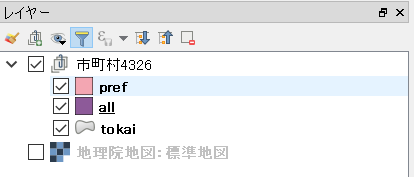 レイヤー
市町村4326
pref
all
tokai
地理院地図: 標準地図